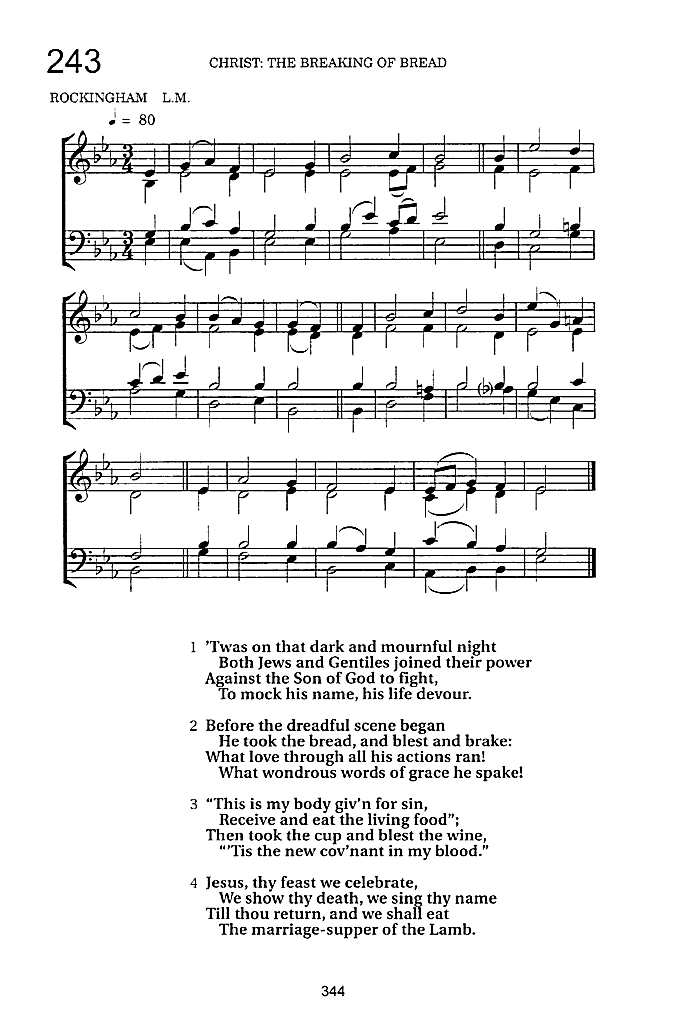 243
CHRIST: THE BREAKING OF BREAD
ROCKINGHAM L.M.
♩ = 80
1 ’Twas on that dark and mournful night
Both Jews and Gentiles joined their power
Against the Son of God to fight,
To mock his name, his life devour.
2 Before the dreadful scene began
He took the bread, and blest and brake:
What love through all his actions ran!
What wondrous words of grace he spake!
3 “This is my body giv’n for sin,
Receive and eat the living food”;
Then took the cup and blest the wine,
“’Tis the new cov’nant in my blood.”
4 Jesus, thy feast we celebrate,
We show thy death, we sing thy name
Till thou return, and we shall eat
The marriage-supper of the Lamb.
344